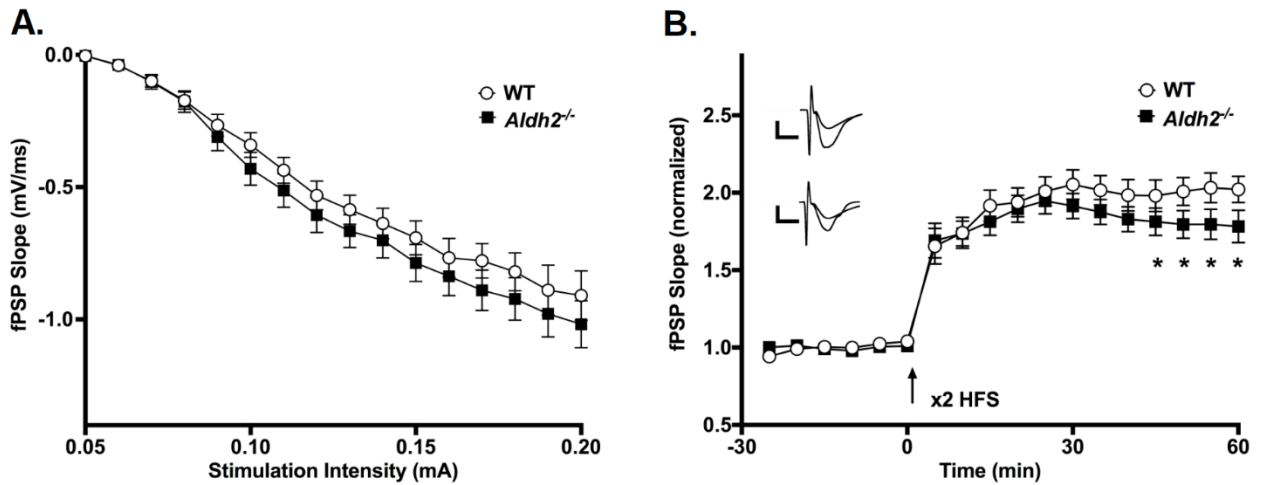 A.
0.0
-0.5
-1.0
fPSP Slope (mV/ms)
WT
Aldh2-/-
0.05
0.10
0.15
0.20
Stimulation Intensity (mA)
B.
2.5
2.0
1.5
1.0
0.5
fPSP Slope (normalized)
WT
Aldh2-/-
* * * *
x2 HFS
-30
0
30
60
Time (min)